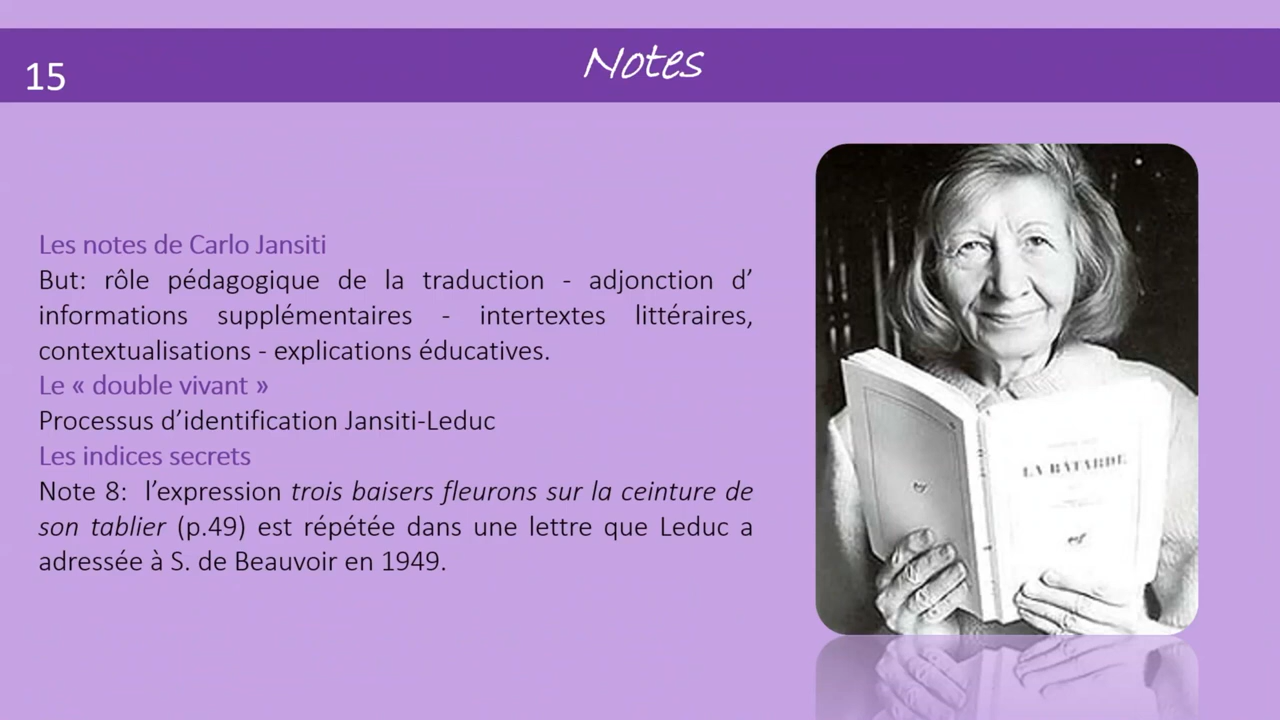 15
Notes
Les notes de Carlo Jansiti
But: rôle pédagogique de la traduction - adjonction d’
informations supplémentaires - intertextes littéraires,
contextualisations - explications éducatives.
Le « double vivant »
Processus d’identification Jansiti-Leduc
Les indices secrets
Note 8: l’expression trois baisers fleurons sur la ceinture de
son tablier (p.49) est répétée dans une lettre que Leduc a
adressée à S. de Beauvoir en 1949.
LA BÂTARDE
nrf